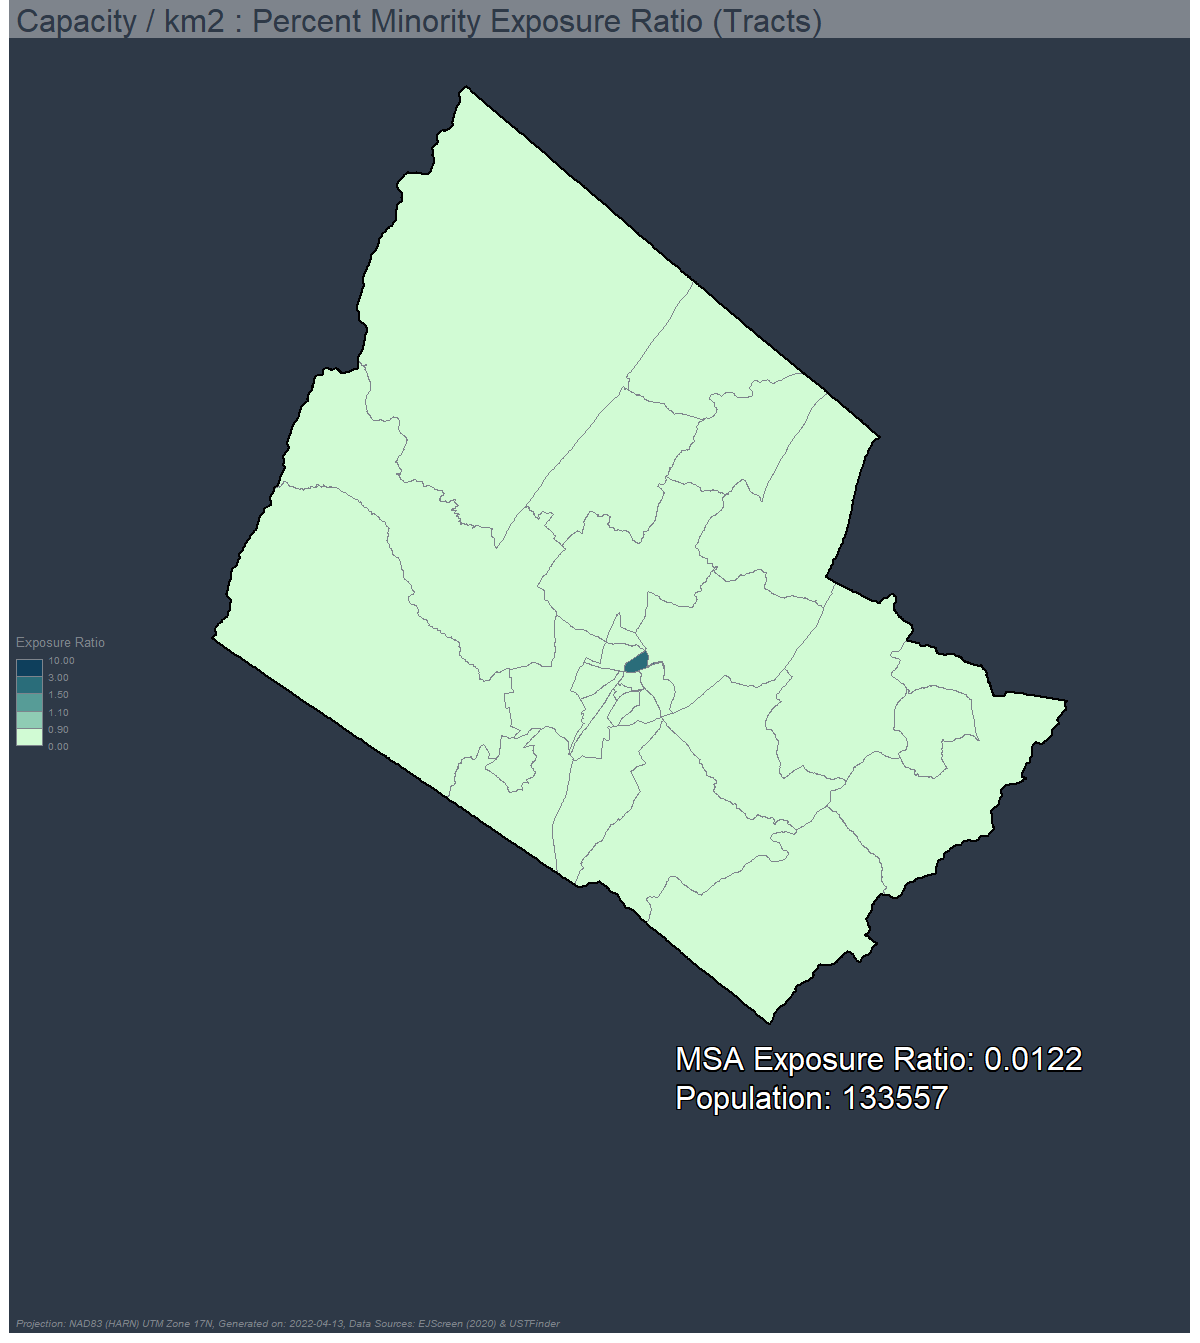 Capacity / km2 : Percent Minority Exposure Ratio (Tracts)
Exposure Ratio
10.00
3.00
1.50
1.10
0.90
0.00
MSA Exposure Ratio: 0.0122
Population: 133557
Projection: NAD83 (HARN) UTM Zone 17N, Generated on: 2022-04-13, Data Sources: EJScreen (2020) & USTFinder